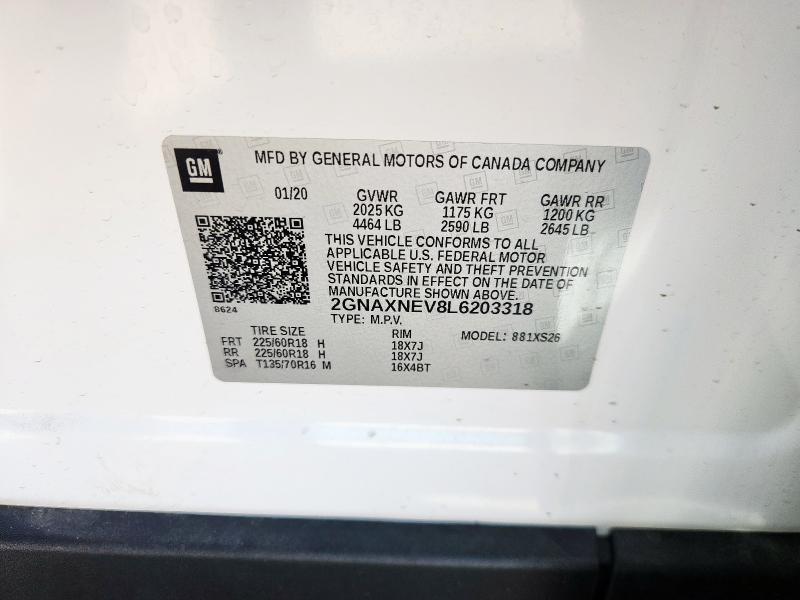 GM
MFD BY GENERAL MOTORS OF CANADA COMPANY
01/20 GVWR GAWR FRT GAWR RR
2025 KG 1175 KG 1200 KG
4464 LB 2590 LB 2645 LB
THIS VEHICLE CONFORMS TO ALL
APPLICABLE U.S. FEDERAL MOTOR
VEHICLE SAFETY AND THEFT PREVENTION
STANDARDS IN EFFECT ON THE DATE OF
MANUFACTURE SHOWN ABOVE.
8624 2GNAXNEV8L6203318
TYPE: M.P.V.
TIRE SIZE RIM MODEL: 881XS26
FRT 225/60R18 H 18X7J
RR 225/60R18 H 18X7J
SPA T135/70R16 M 16X4BT